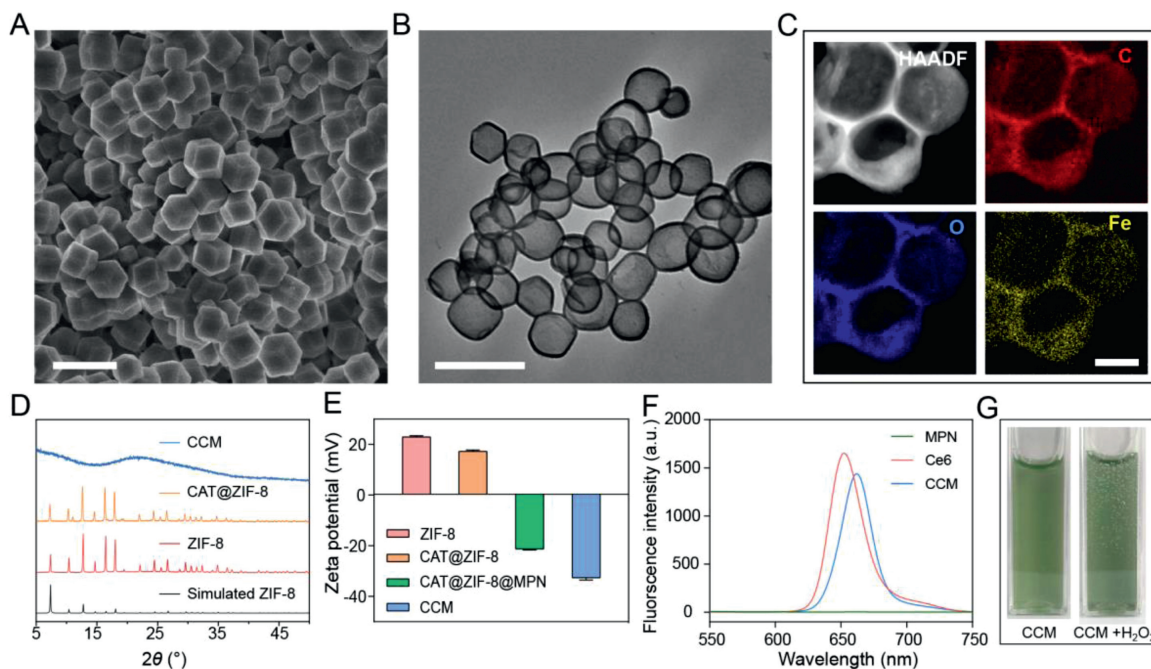 A
B
C
HAADF
C
O
Fe
D
CCM
CAT@ZIF-8
ZIF-8
Simulated ZIF-8
5 15 25 35 45
2θ (°)
E
Zeta potential (mV)
20
0
-20
-40
ZIF-8
CAT@ZIF-8
CAT@ZIF-8@MPN
CCM
F
Fluorescence intensity (a.u.)
2000
1500
1000
500
0
MPN
Ce6
CCM
550 600 650 700 750
Wavelength (nm)
G
CCM
CCM +H₂O₂